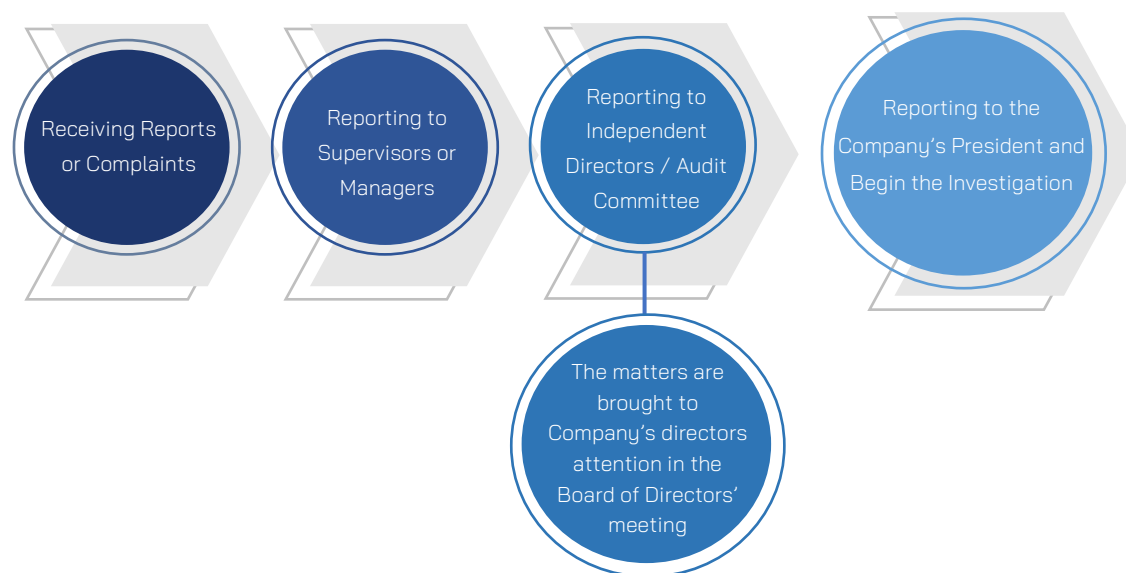 Receiving Reports
or Complaints
Reporting to
Supervisors or
Managers
Reporting to
Independent
Directors / Audit
Committee
The matters are
brought to
Company's directors
attention in the
Board of Directors'
meeting
Reporting to the
Company's President and
Begin the Investigation